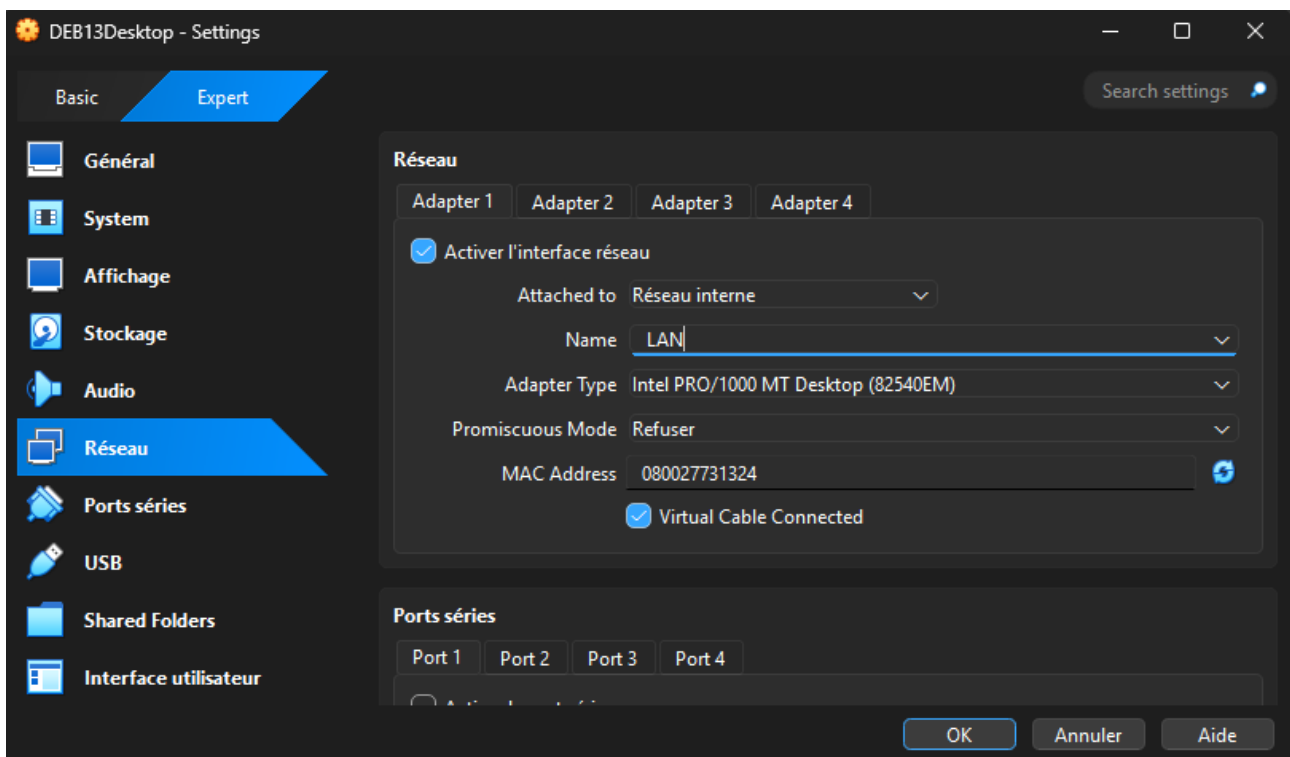 DEB13Desktop - Settings
Basic
Expert
Search settings
Général
System
Affichage
Stockage
Audio
Réseau
Ports séries
USB
Shared Folders
Interface utilisateur
Réseau
Adapter 1 Adapter 2 Adapter 3 Adapter 4
Activer l'interface réseau
Attached to Réseau interne
Name LAN
Adapter Type Intel PRO/1000 MT Desktop (82540EM)
Promiscuous Mode Refuser
MAC Address 080027731324
Virtual Cable Connected
Ports séries
Port 1 Port 2 Port 3 Port 4
OK Annuler Aide